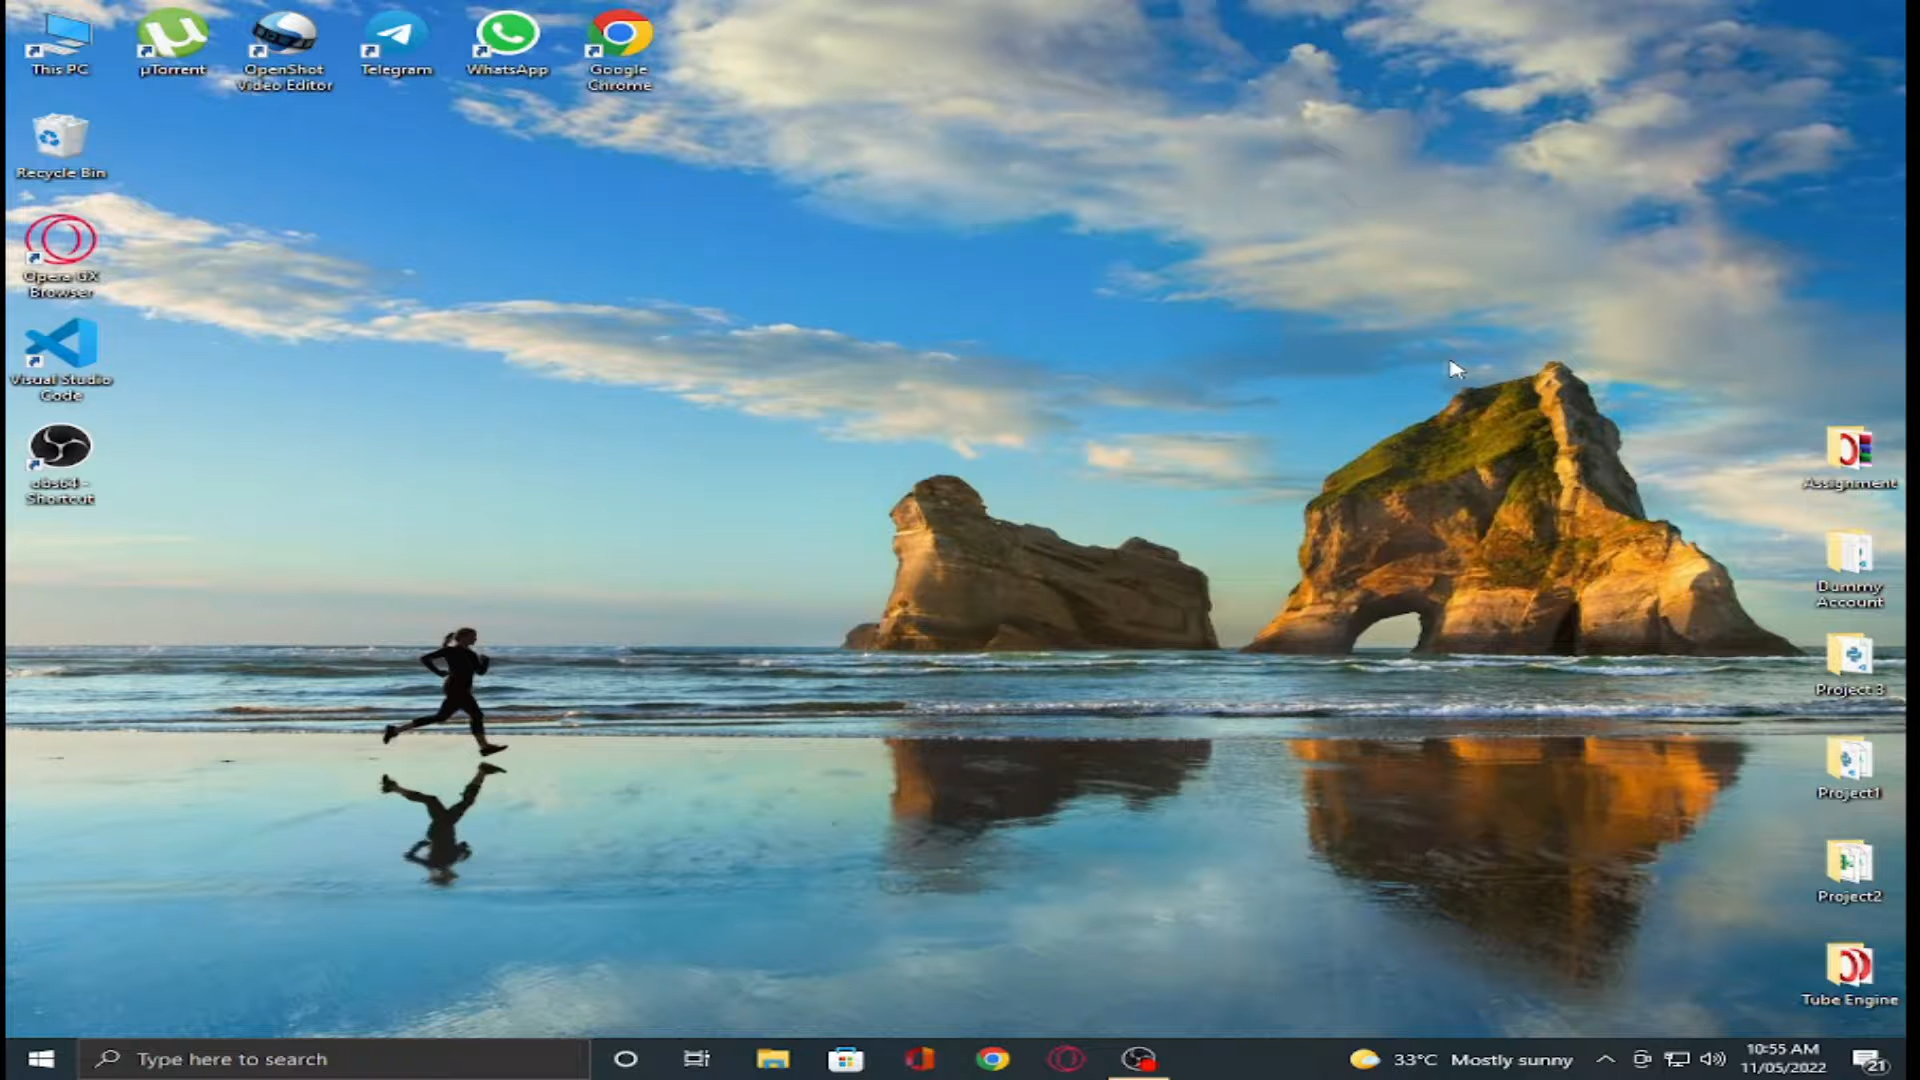 This PC
µTorrent
OpenShot
Video Editor
Telegram
WhatsApp
Google
Chrome
Recycle Bin
Opera GX
Browser
Visual Studio
Code
obs64 -
Shortcut
Assignment
Dummy
Account
Project 3
Project1
Project2
Tube Engine
Type here to search
33°C Mostly sunny
10:55 AM
11/05/2022
21